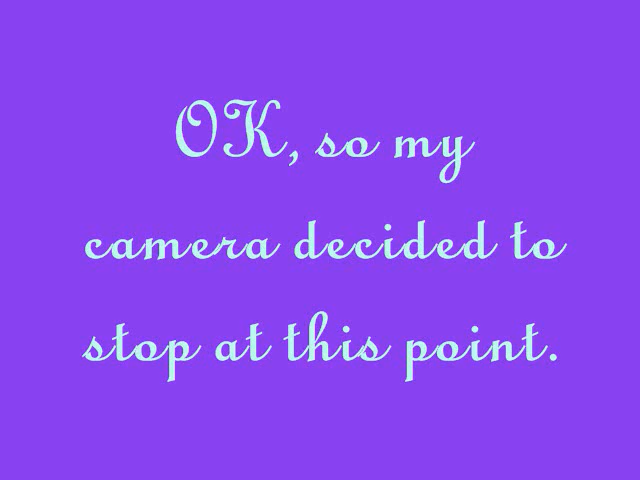 OK, so my
camera decided to
stop at this point.